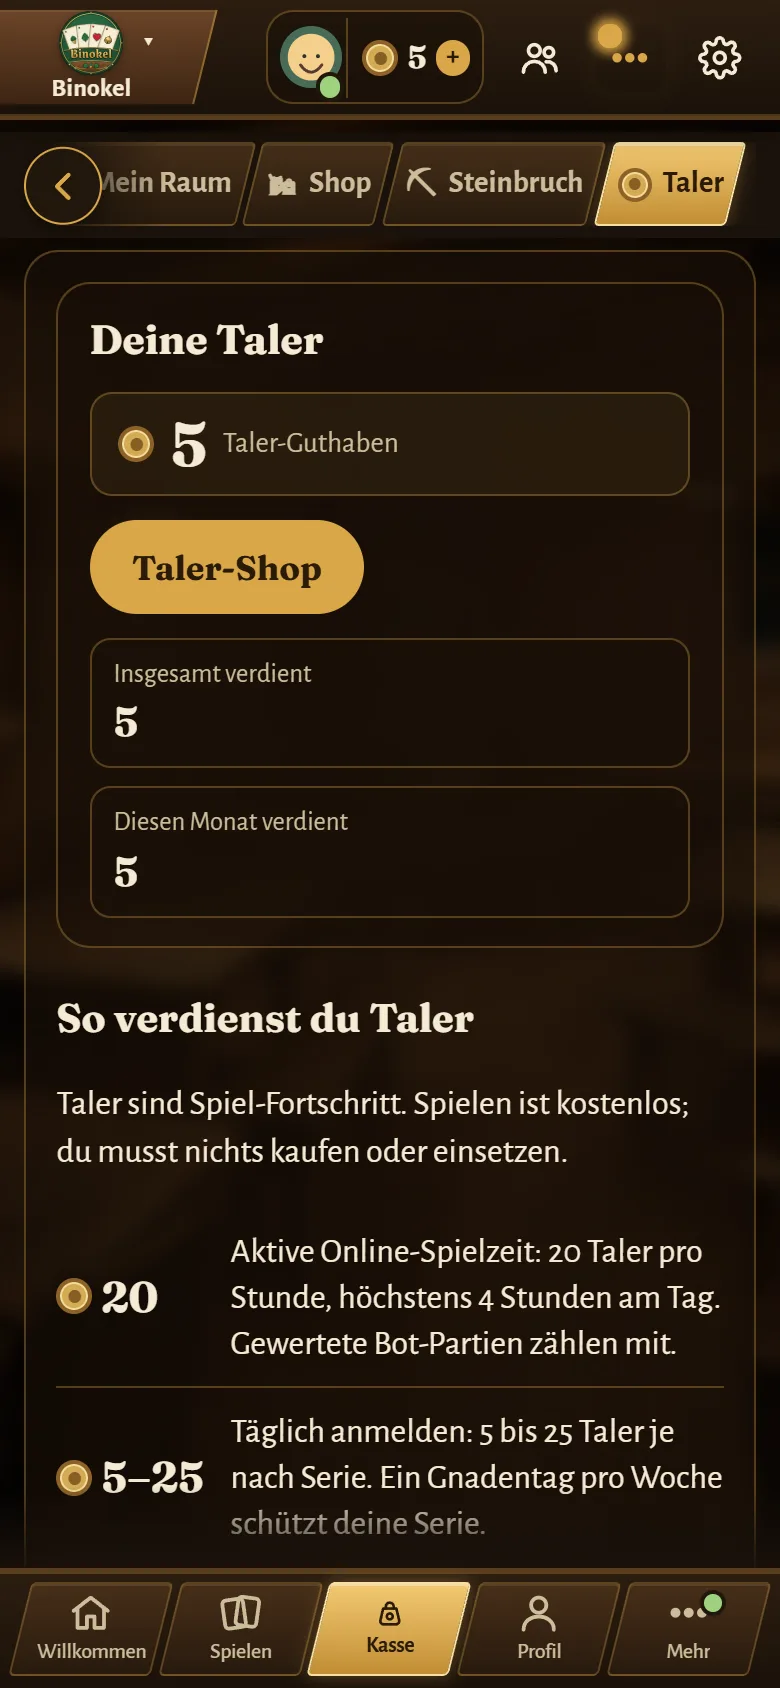 Binokel
Binokel
5 +
Mein Raum
Shop
Steinbruch
Taler
Deine Taler
5 Taler-Guthaben
Taler-Shop
Insgesamt verdient
5
Diesen Monat verdient
5
So verdienst du Taler
Taler sind Spiel-Fortschritt. Spielen ist kostenlos;
du musst nichts kaufen oder einsetzen.
20
Aktive Online-Spielzeit: 20 Taler pro
Stunde, höchstens 4 Stunden am Tag.
Gewertete Bot-Partien zählen mit.
5–25
Täglich anmelden: 5 bis 25 Taler je
nach Serie. Ein Gnadentag pro Woche
schützt deine Serie.
Willkommen
Spielen
Kasse
Profil
Mehr